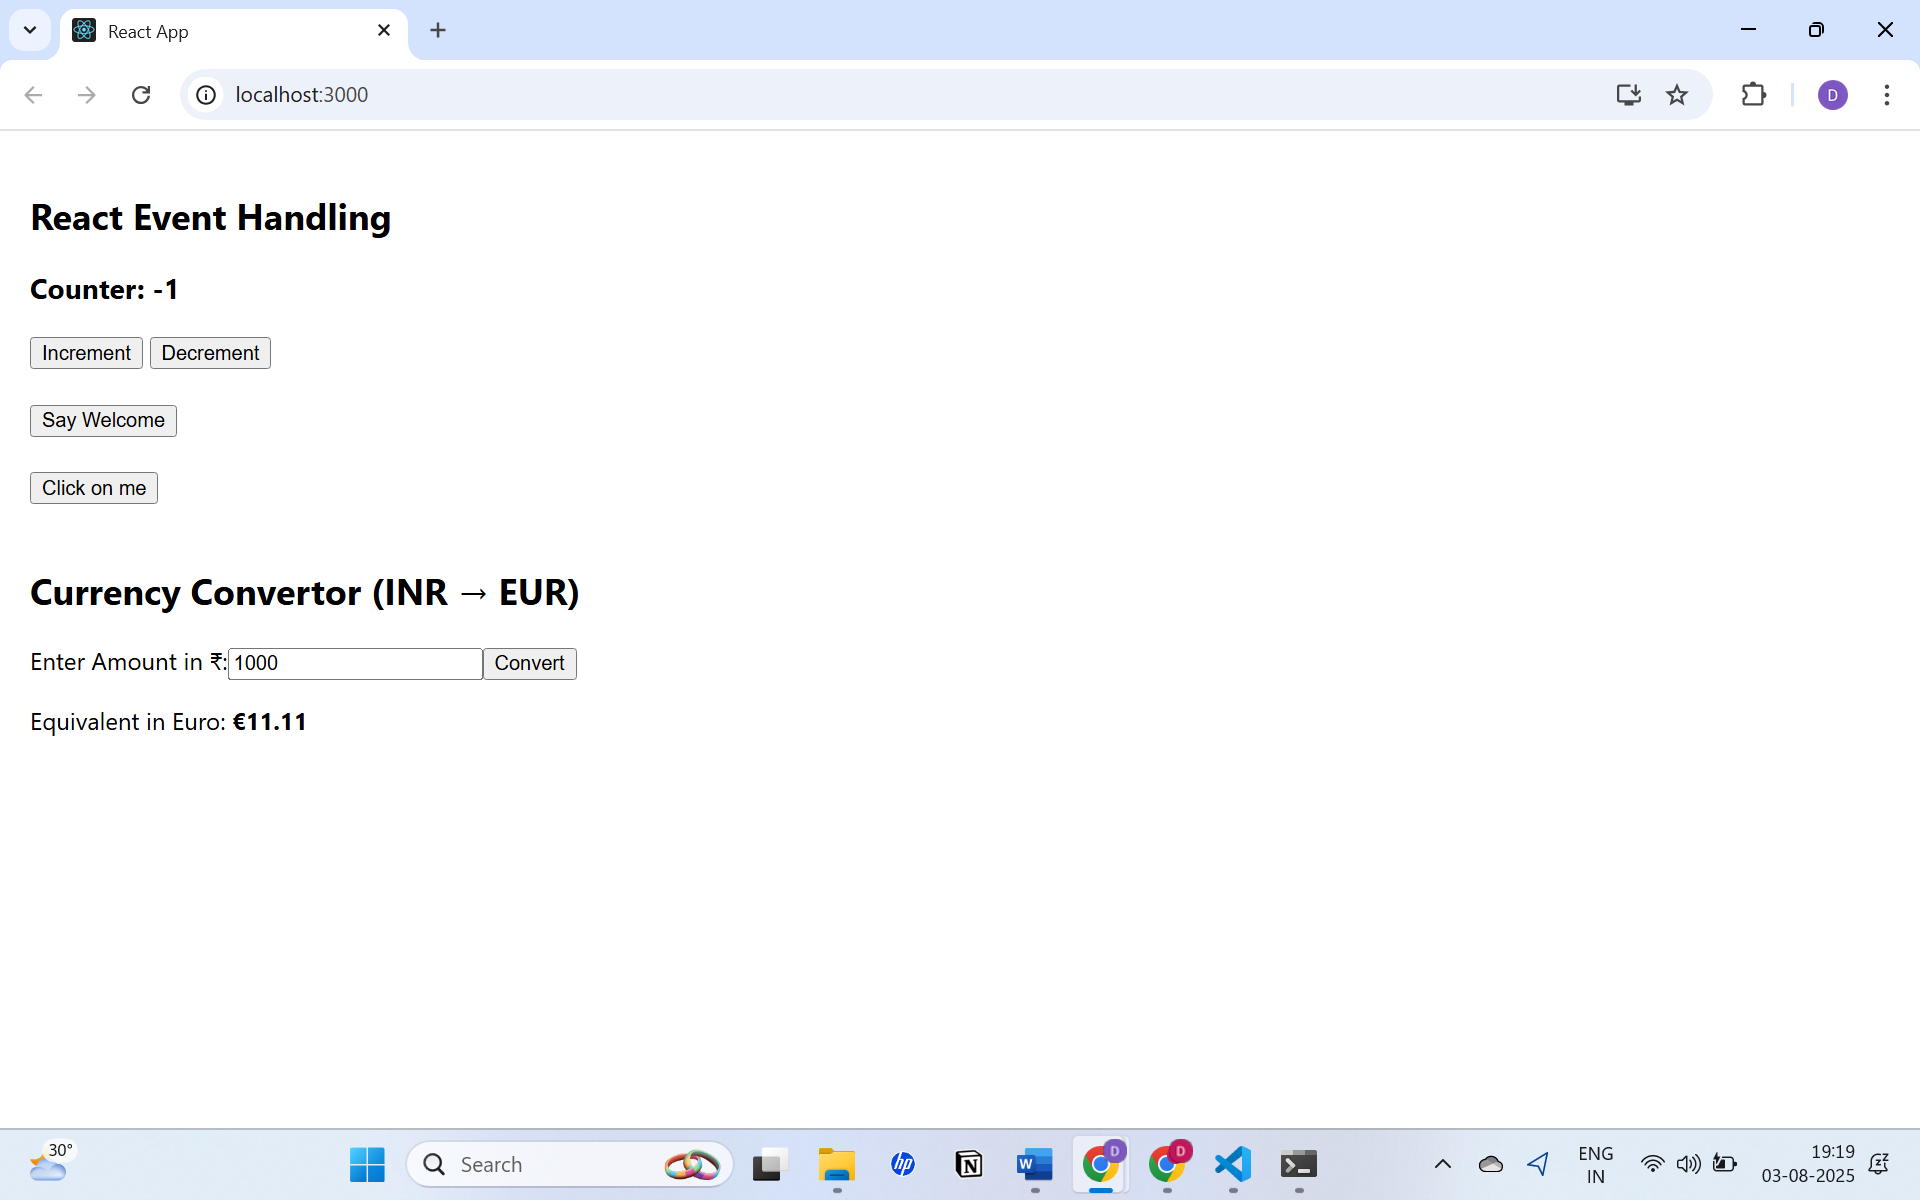 React App
localhost:3000
D
React Event Handling
Counter: -1
Increment Decrement
Say Welcome
Click on me
Currency Convertor (INR → EUR)
Enter Amount in ₹: 1000 Convert
Equivalent in Euro: €11.11
30°
Search
hp
N
W
D
D
ENG
IN
19:19
03-08-2025